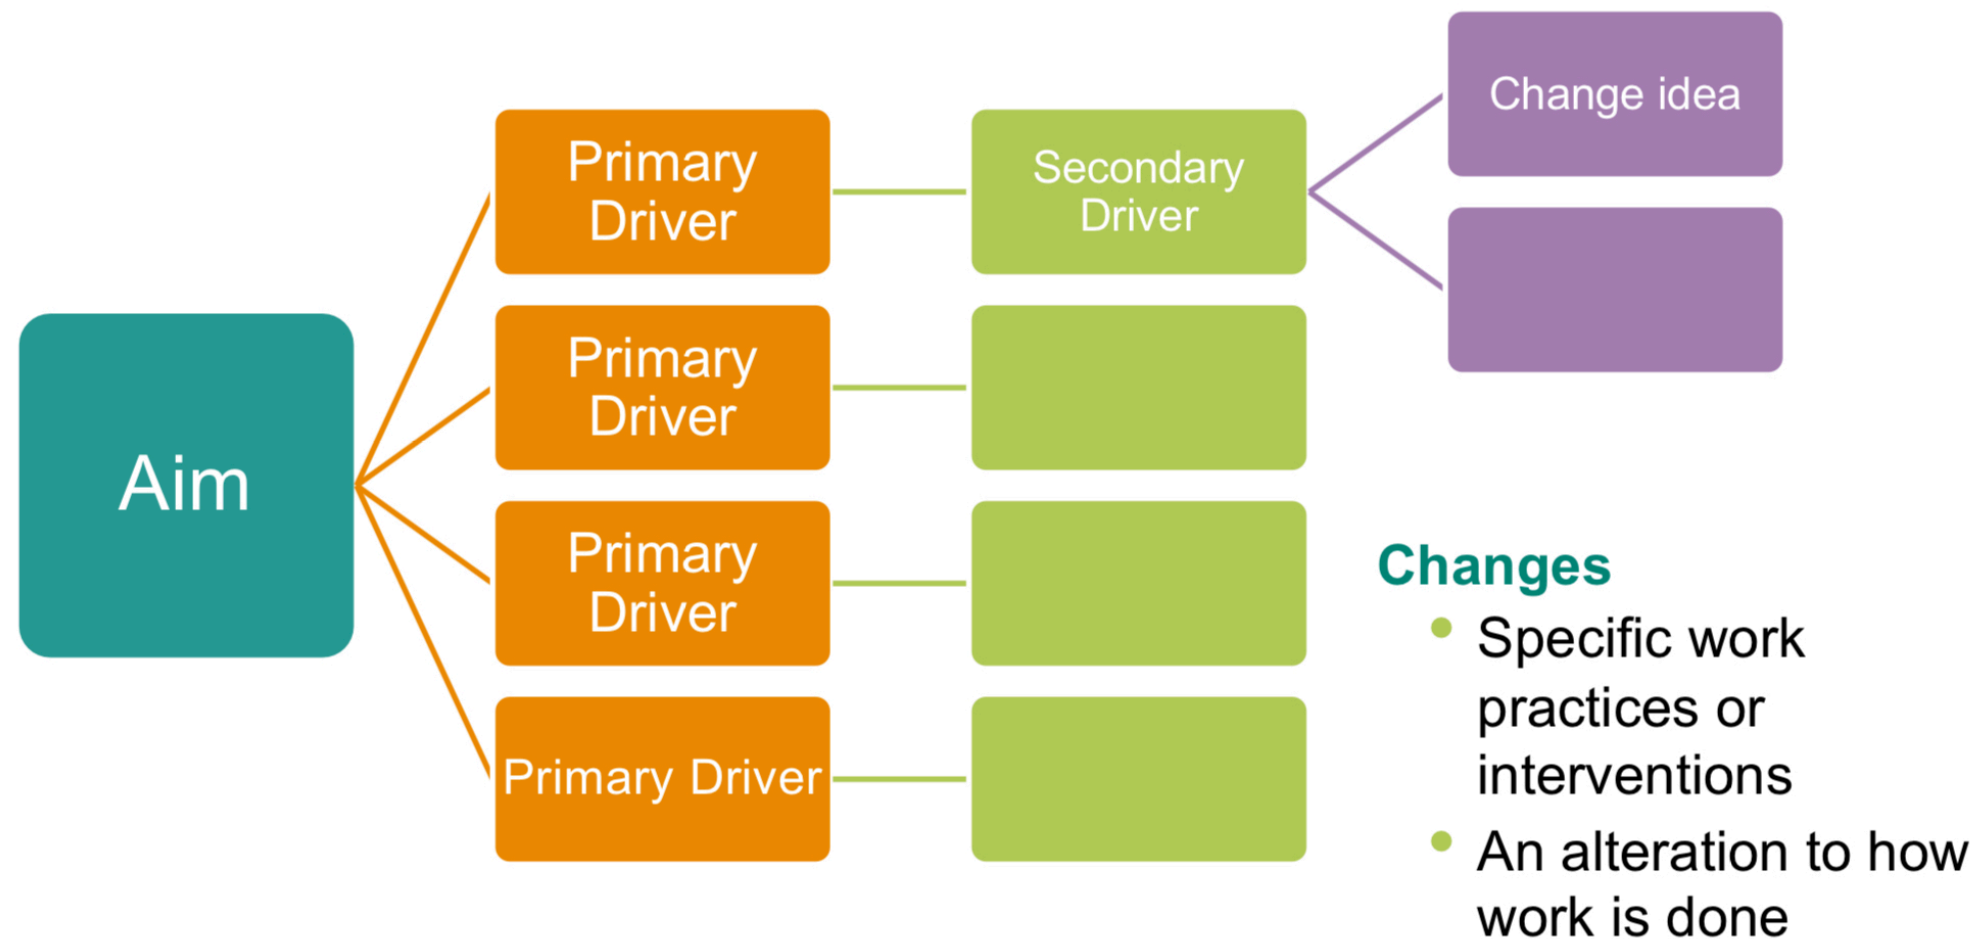 Aim
Primary
Driver
Primary
Driver
Primary
Driver
Primary Driver
Secondary
Driver
Change idea
Changes
• Specific work
practices or
interventions
• An alteration to how
work is done